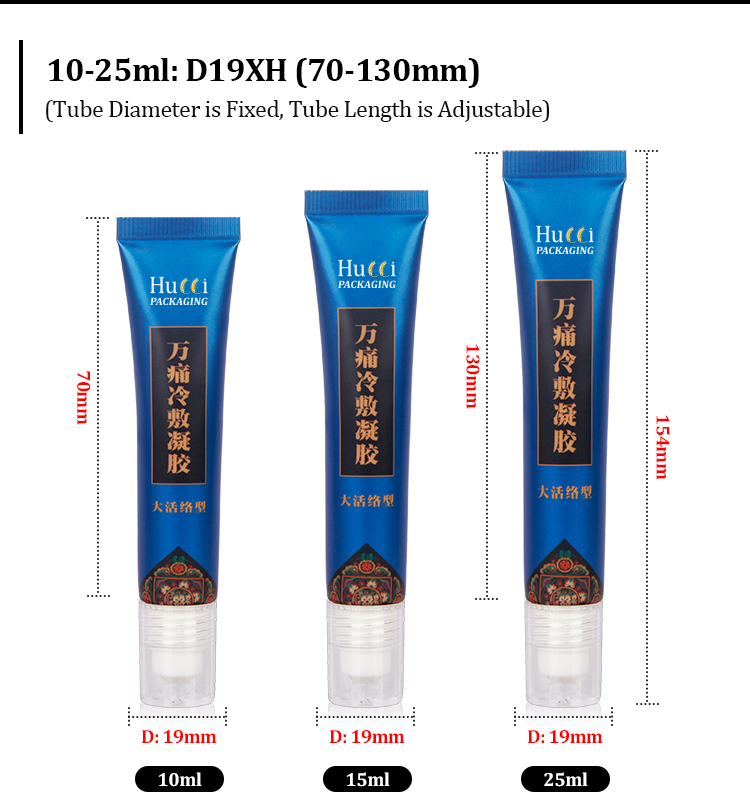 10-25ml: D19XH (70-130mm)
(Tube Diameter is Fixed, Tube Length is Adjustable)
Hucci
PACKAGING
万痛冷敷凝胶
大活络型
70mm
D: 19mm
10ml
Hucci
PACKAGING
万痛冷敷凝胶
大活络型
D: 19mm
15ml
Hucci
PACKAGING
万痛冷敷凝胶
大活络型
130mm
154mm
D: 19mm
25ml